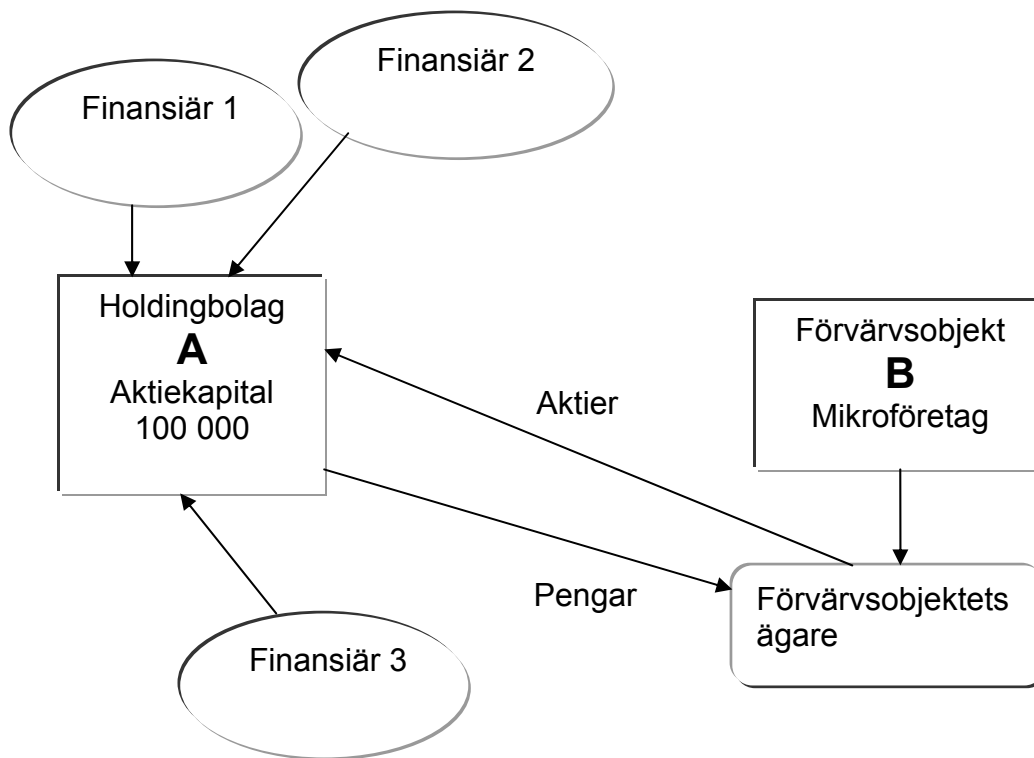 Finansiär 1
Finansiär 2
Holdingbolag
A
Aktiekapital
100 000
Förvärvsobjekt
B
Mikroföretag
Aktier
Pengar
Förvärvsobjektets
ägare
Finansiär 3